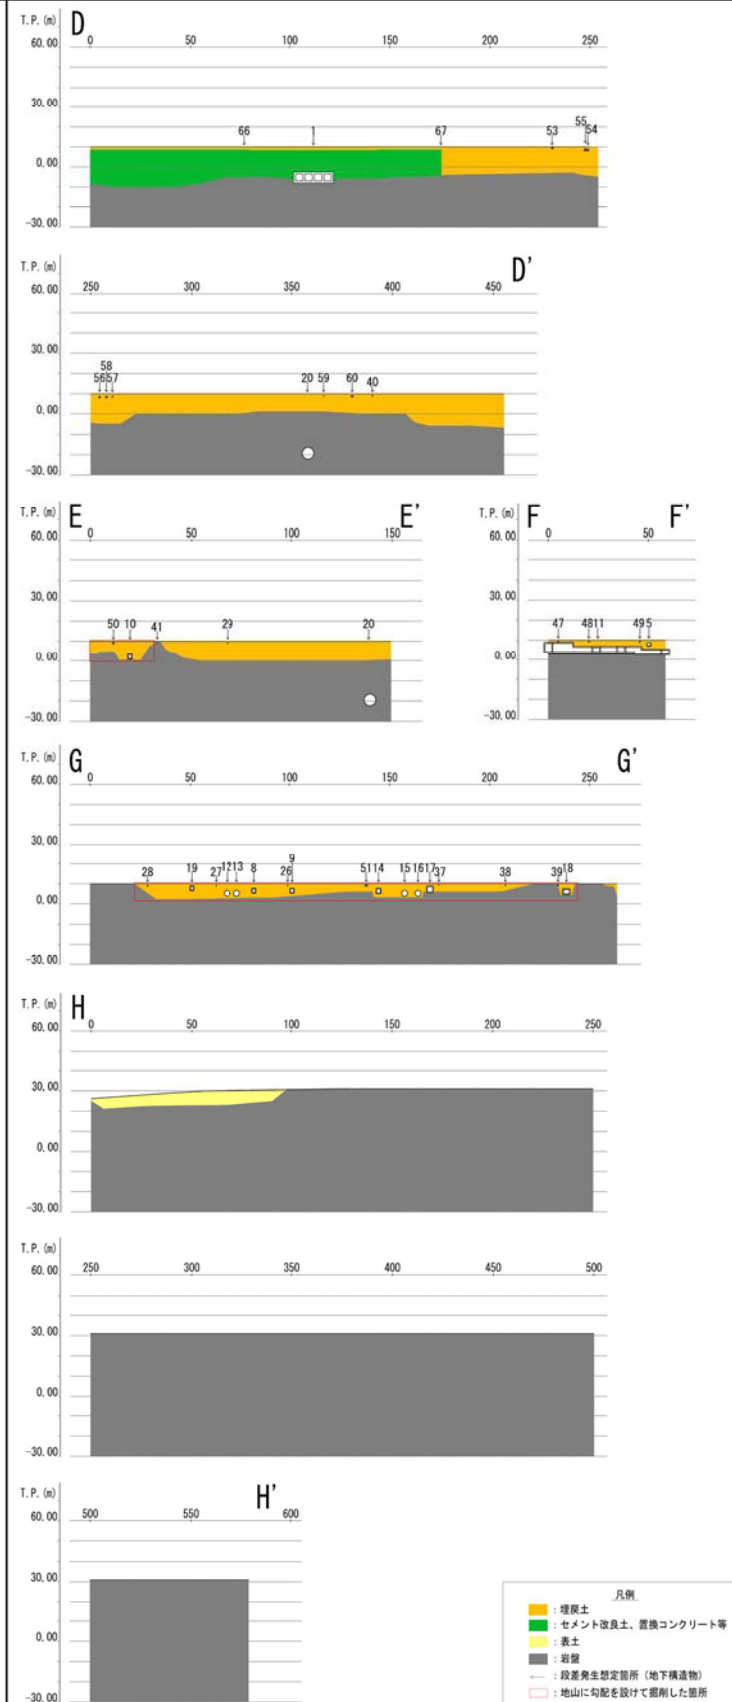 D
T.P.(m)
0 50 100 150 200 250
60.00
30.00
0.00
-30.00
66 1 67 53 55 54
D'
T.P.(m)
250 300 350 400 450
60.00
30.00
0.00
-30.00
58
56 57 20 59 60 40
E E'
T.P.(m)
0 50 100 150
60.00
30.00
0.00
-30.00
50 10 41 29 20
F F'
T.P.(m)
0 50
60.00
30.00
0.00
-30.00
47 48 11 49 5
G G'
T.P.(m)
0 50 100 150 200 250
60.00
30.00
0.00
-30.00
9
28 19 27 12 13 8 26 51 14 15 16 17 37 38 39 18
H
T.P.(m)
0 50 100 150 200 250
60.00
30.00
0.00
-30.00
T.P.(m)
250 300 350 400 450 500
60.00
30.00
0.00
-30.00
H'
T.P.(m)
500 550 600
60.00
30.00
0.00
-30.00
凡例
:埋戻土
:セメント改良土、置換コンクリート等
:表土
:岩盤
← :段差発生想定箇所(地下構造物)
:地山に勾配を設けて掘削した箇所